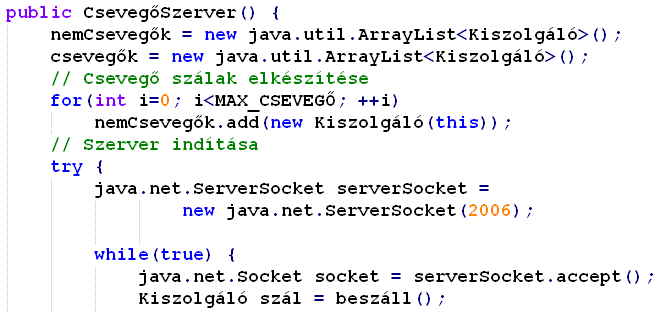 public CsevegőSzerver() {
    nemCsevegők = new java.util.ArrayList<Kiszolgáló>();
    csevegők = new java.util.ArrayList<Kiszolgáló>();
    // Csevegő szálak elkészítése
    for(int i=0; i<MAX_CSEVEGŐ; ++i)
        nemCsevegők.add(new Kiszolgáló(this));
    // Szerver indítása
    try {
        java.net.ServerSocket serverSocket =
                new java.net.ServerSocket(2006);
        while(true) {
            java.net.Socket socket = serverSocket.accept();
            Kiszolgáló szál = beszáll();